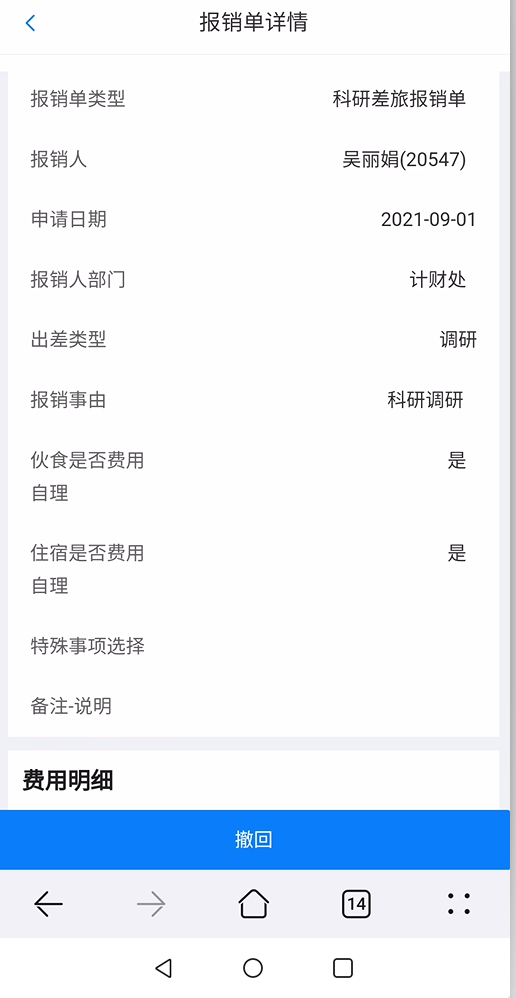 报销单详情
报销单类型 科研差旅报销单
报销人 吴丽娟(20547)
申请日期 2021-09-01
报销人部门 计财处
出差类型 调研
报销事由 科研调研
伙食是否费用 是
自理
住宿是否费用 是
自理
特殊事项选择
备注-说明
费用明细
撤回
14